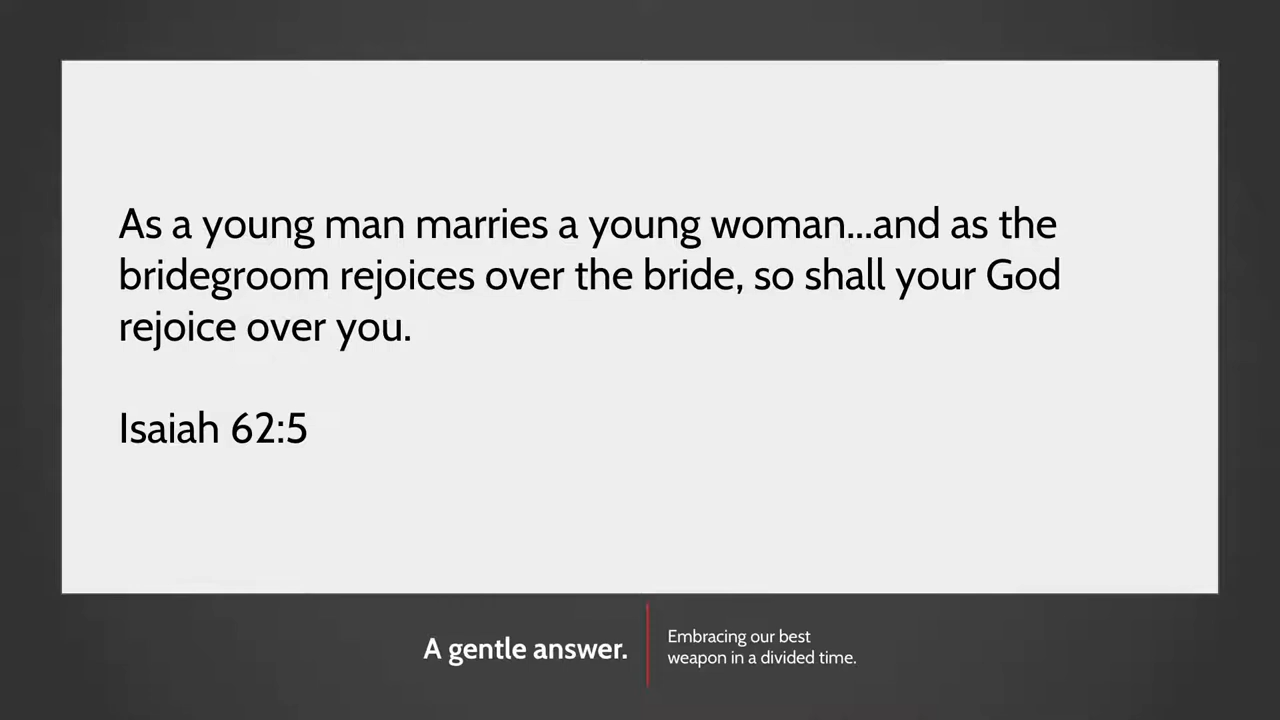 As a young man marries a young woman...and as the
bridegroom rejoices over the bride, so shall your God
rejoice over you.
Isaiah 62:5
A gentle answer.
Embracing our best
weapon in a divided time.